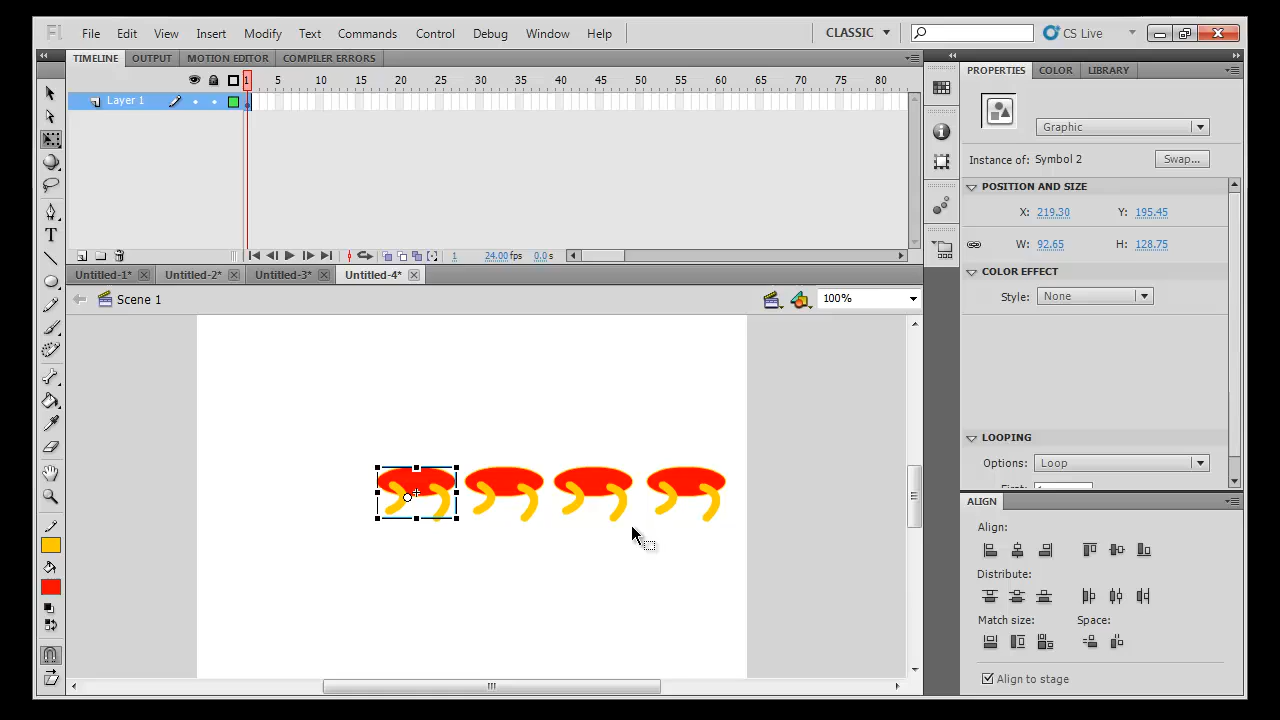 Fl File Edit View Insert Modify Text Commands Control Debug Window Help CLASSIC CS Live
TIMELINE OUTPUT MOTION EDITOR COMPILER ERRORS
1 5 10 15 20 25 30 35 40 45 50 55 60 65 70 75 80
Layer 1
1 24.00 fps 0.0 s
Untitled-1* Untitled-2* Untitled-3* Untitled-4*
Scene 1 100%
PROPERTIES COLOR LIBRARY
Graphic
Instance of: Symbol 2 Swap...
POSITION AND SIZE
X: 219.30 Y: 195.45
W: 92.65 H: 128.75
COLOR EFFECT
Style: None
LOOPING
Options: Loop
ALIGN
Align:
Distribute:
Match size: Space:
Align to stage